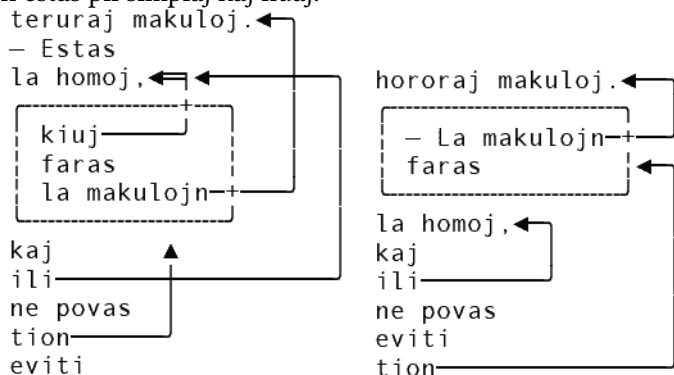 teruraj makuloj.
– Estas
la homoj,
kiuj
faras
la makulojn
kaj
ili
ne povas
tion
eviti
hororaj makuloj.
– La makulojn
faras
la homoj,
kaj
ili
ne povas
eviti
tion